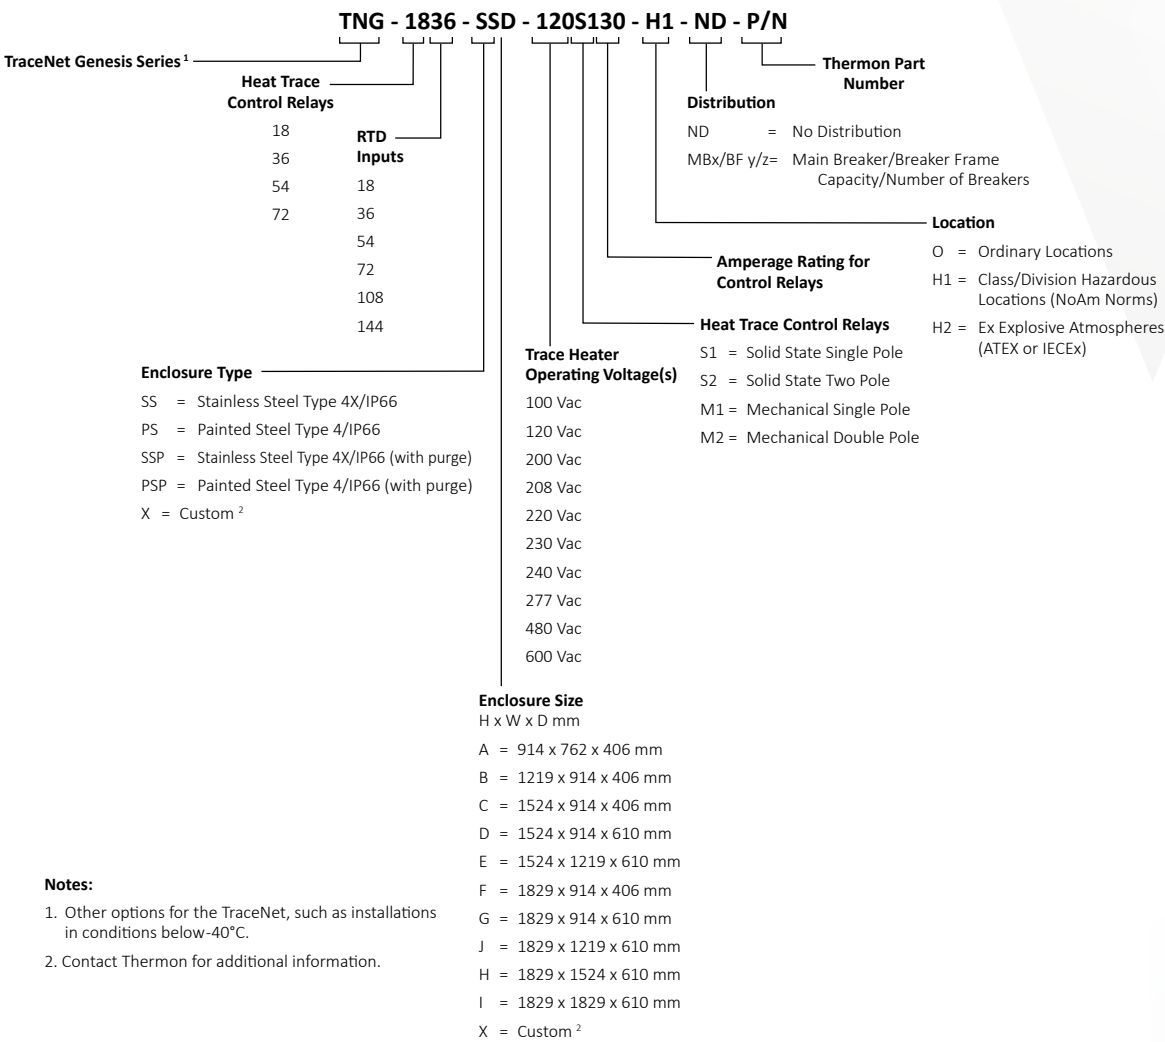 TNG - 1836 - SSD - 120S130 - H1 - ND - P/N
TraceNet Genesis Series 1
Heat Trace
Control Relays
18
36
54
72
RTD
Inputs
18
36
54
72
108
144
Enclosure Type
SS = Stainless Steel Type 4X/IP66
PS = Painted Steel Type 4/IP66
SSP = Stainless Steel Type 4X/IP66 (with purge)
PSP = Painted Steel Type 4/IP66 (with purge)
X = Custom 2
Enclosure Size
H x W x D mm
A = 914 x 762 x 406 mm
B = 1219 x 914 x 406 mm
C = 1524 x 914 x 406 mm
D = 1524 x 914 x 610 mm
E = 1524 x 1219 x 610 mm
F = 1829 x 914 x 406 mm
G = 1829 x 914 x 610 mm
J = 1829 x 1219 x 610 mm
H = 1829 x 1524 x 610 mm
I = 1829 x 1829 x 610 mm
X = Custom 2
Trace Heater
Operating Voltage(s)
100 Vac
120 Vac
200 Vac
208 Vac
220 Vac
230 Vac
240 Vac
277 Vac
480 Vac
600 Vac
Heat Trace Control Relays
S1 = Solid State Single Pole
S2 = Solid State Two Pole
M1 = Mechanical Single Pole
M2 = Mechanical Double Pole
Amperage Rating for
Control Relays
Location
O = Ordinary Locations
H1 = Class/Division Hazardous
Locations (NoAm Norms)
H2 = Ex Explosive Atmospheres
(ATEX or IECEx)
Distribution
ND = No Distribution
MBx/BF y/z= Main Breaker/Breaker Frame
Capacity/Number of Breakers
Thermon Part
Number
Notes:
1. Other options for the TraceNet, such as installations
in conditions below-40°C.
2. Contact Thermon for additional information.